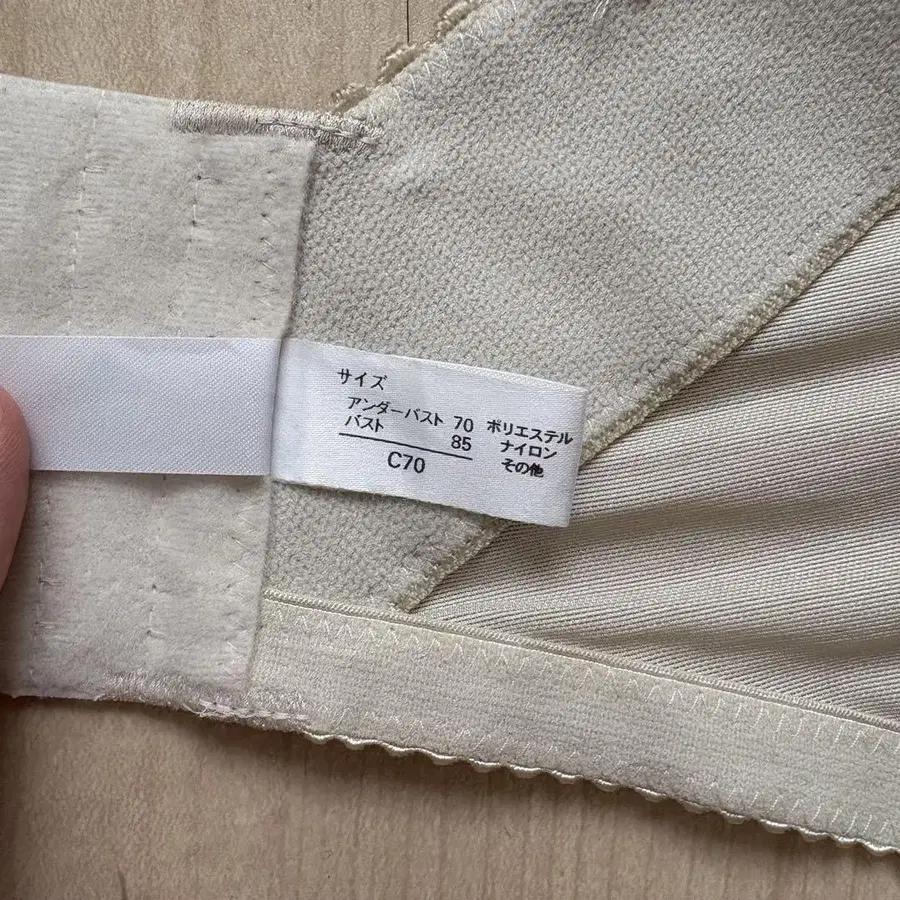 サイズ
アンダーバスト 70
バスト 85
C70
ポリエステル
ナイロン
その他